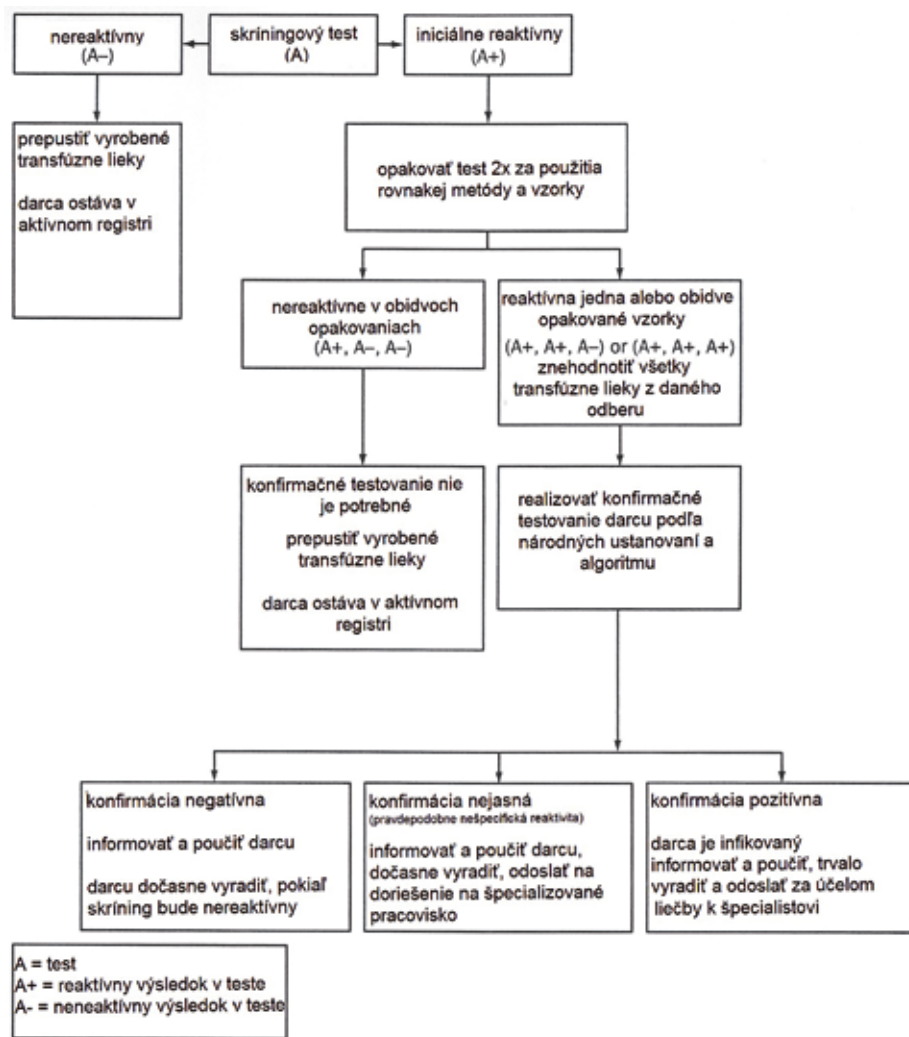 nereaktívny
(A–)
skríningový test
(A)
iniciálne reaktívny
(A+)
prepustiť vyrobené
transfúzne lieky
darca ostáva v
aktívnom registri
opakovať test 2x za použitia
rovnakej metódy a vzorky
nereaktívne v obidvoch
opakovaniach
(A+, A–, A–)
reaktívna jedna alebo obidve
opakované vzorky
(A+, A+, A–) or (A+, A+, A+)
znehodnotiť všetky
transfúzne lieky z daného
odberu
konfirmačné testovanie nie
je potrebné
prepustiť vyrobené
transfúzne lieky
darca ostáva v aktívnom
registri
realizovať konfirmačné
testovanie darcu podľa
národných ustanovaní a
algoritmu
konfirmácia negatívna
informovať a poučiť darcu
darcu dočasne vyradiť, pokiaľ
skríning bude nereaktívny
konfirmácia nejasná
(pravdepodobne nešpecifická reaktivita)
informovať a poučiť darcu,
dočasne vyradiť, odoslať na
doriešenie na špecializované
pracovisko
konfirmácia pozitívna
darca je infikovaný
informovať a poučiť, trvalo
vyradiť a odoslať za účelom
liečby k špecialistovi
A = test
A+ = reaktívny výsledok v teste
A- = neneaktívny výsledok v teste